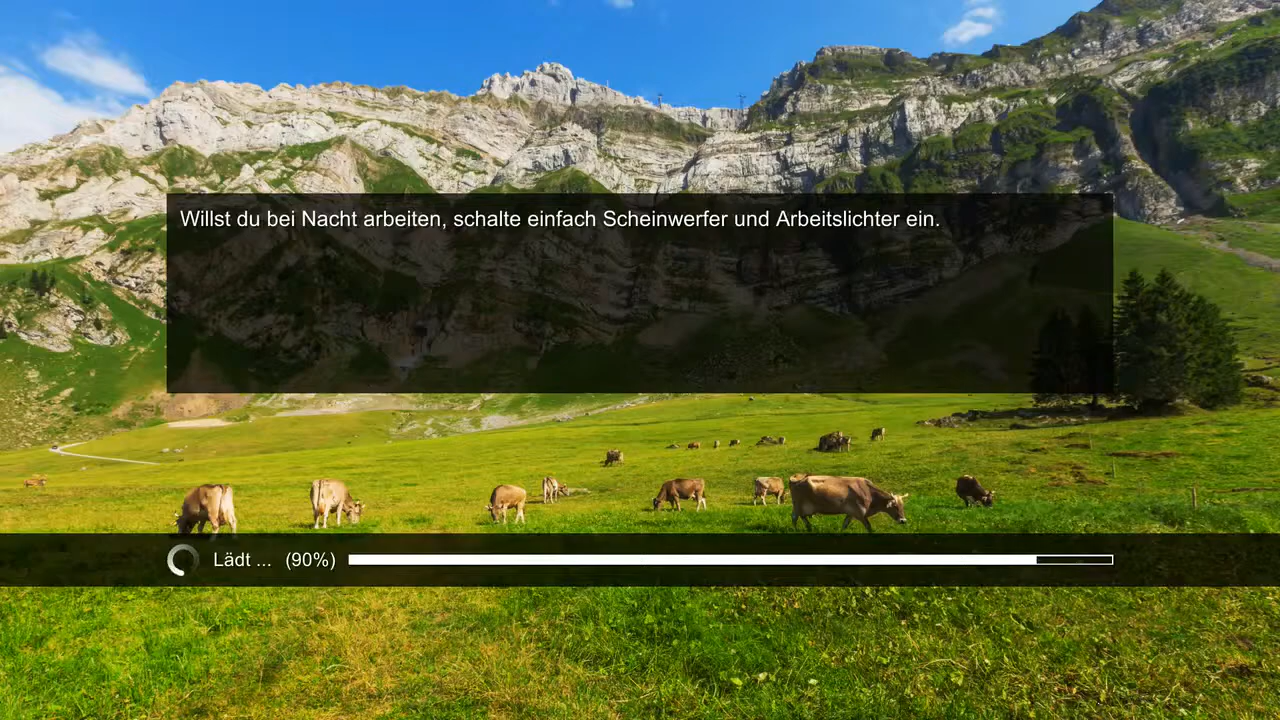 Willst du bei Nacht arbeiten, schalte einfach Scheinwerfer und Arbeitslichter ein.
Lädt ... (90%)